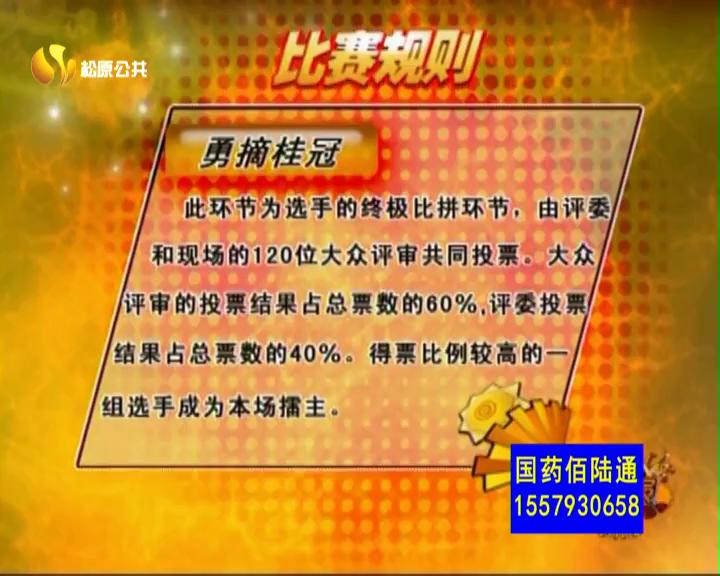 松原公共
比赛规则
勇摘桂冠
此环节为选手的终极比拼环节，由评委
和现场的120位大众评审共同投票。大众
评审的投票结果占总票数的60%,评委投票
结果占总票数的40%。得票比例较高的一
组选手成为本场擂主。
国药佰陆通
1557930658